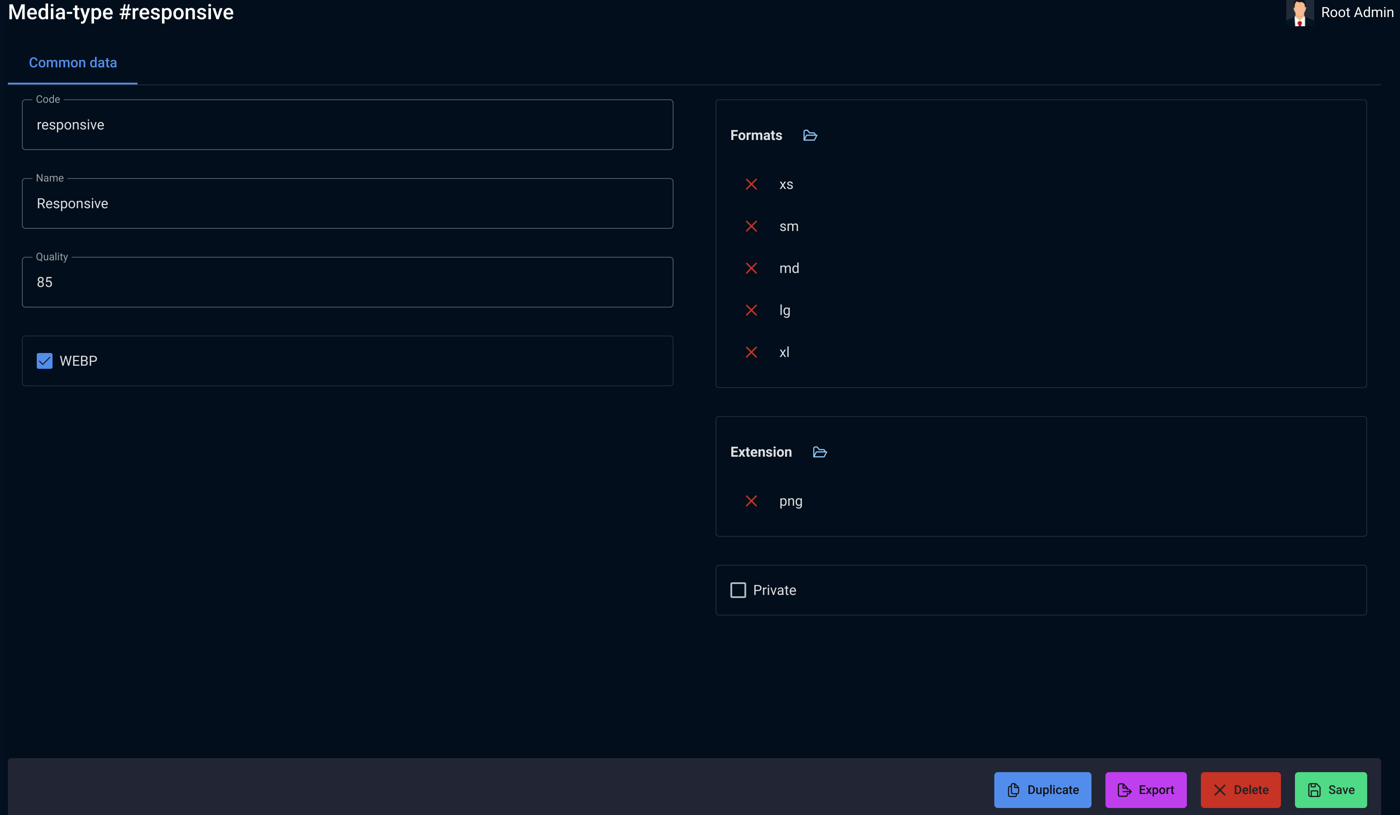 Media-type #responsive
Root Admin
Common data
Code
responsive
Name
Responsive
Quality
85
WEBP
Formats
xs
sm
md
lg
xl
Extension
png
Private
Duplicate
Export
Delete
Save